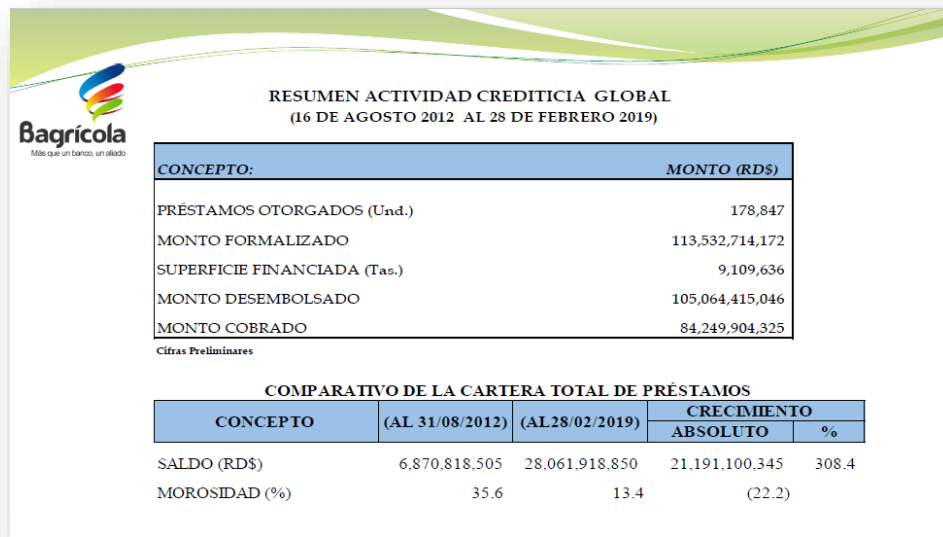 Bagrícola
Más que un banco, un aliado
RESUMEN ACTIVIDAD CREDITICIA GLOBAL
(16 DE AGOSTO 2012 AL 28 DE FEBRERO 2019)
CONCEPTO: MONTO (RD$)
PRÉSTAMOS OTORGADOS (Und.) 178,847
MONTO FORMALIZADO 113,532,714,172
SUPERFICIE FINANCIADA (Tas.) 9,109,636
MONTO DESEMBOLSADO 105,064,415,046
MONTO COBRADO 84,249,904,325
Cifras Preliminares
COMPARATIVO DE LA CARTERA TOTAL DE PRÉSTAMOS
CONCEPTO (AL 31/08/2012) (AL28/02/2019) CRECIMIENTO
ABSOLUTO %
SALDO (RD$) 6,870,818,505 28,061,918,850 21,191,100,345 308.4
MOROSIDAD (%) 35.6 13.4 (22.2)